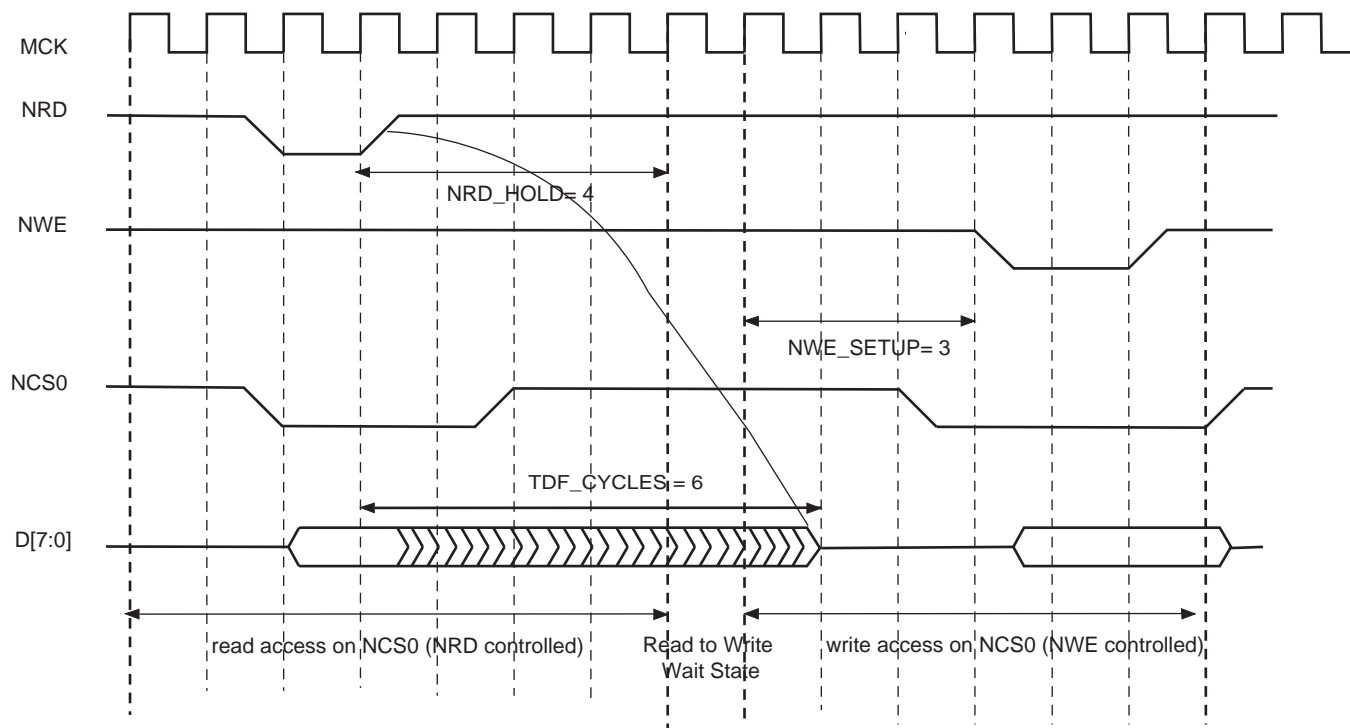 MCK
NRD
NRD_HOLD= 4
NWE
NWE_SETUP= 3
NCS0
TDF_CYCLES = 6
D[7:0]
read access on NCS0 (NRD controlled)
Read to Write
Wait State
write access on NCS0 (NWE controlled)